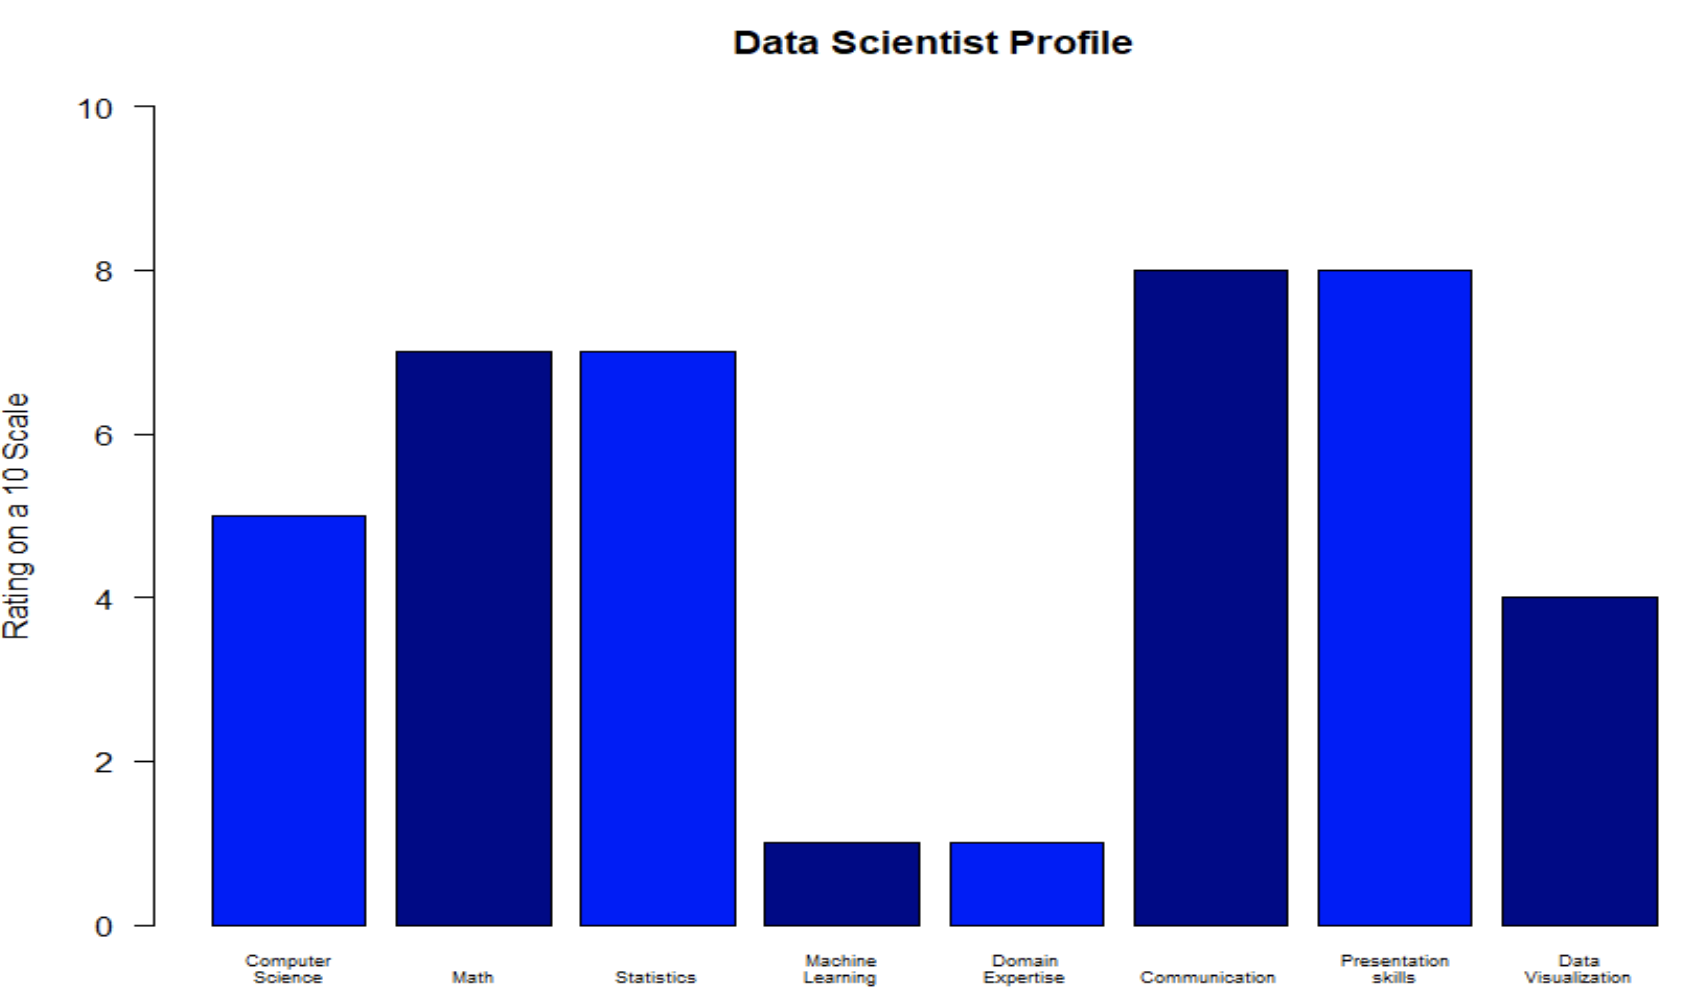 Data Scientist Profile
10
8
6
4
2
0
Rating on a 10 Scale
Computer
Science
Math
Statistics
Machine
Learning
Domain
Expertise
Communication
Presentation
skills
Data
Visualization